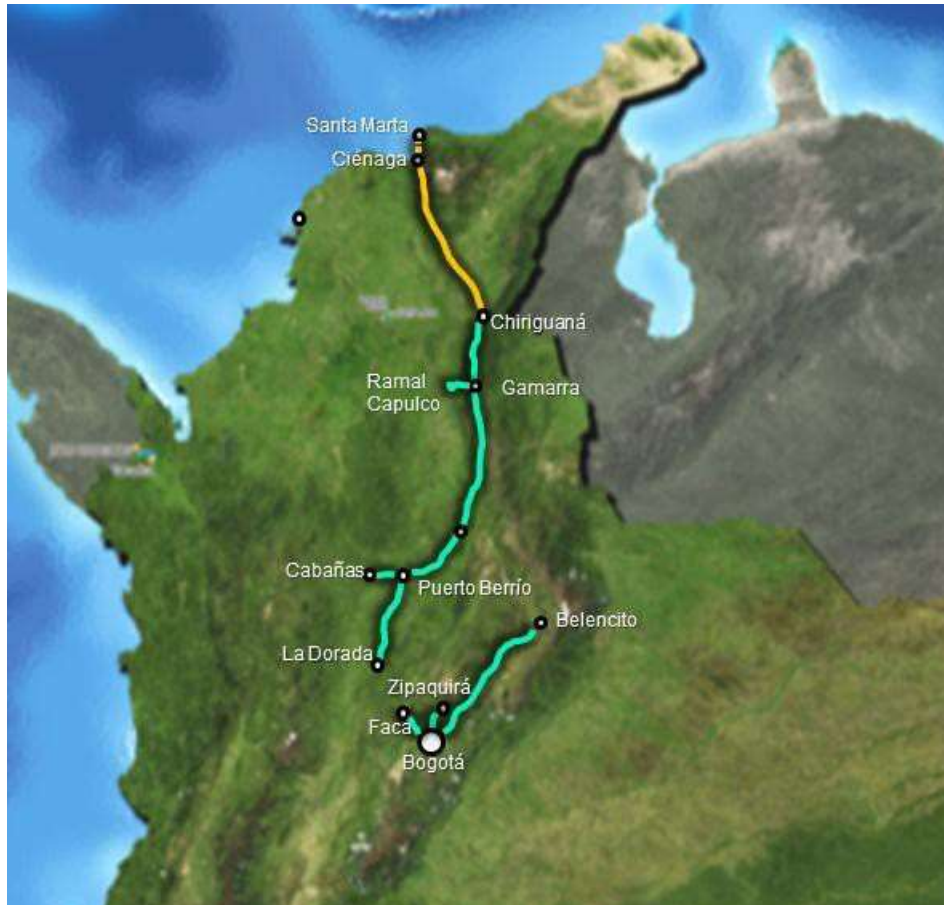 Santa Marta
Ciénaga
Chiriguaná
Ramal
Capulco
Gamarra
Cabañas
Puerto Berrío
Belencito
La Dorada
Zipaquirá
Faca
Bogotá